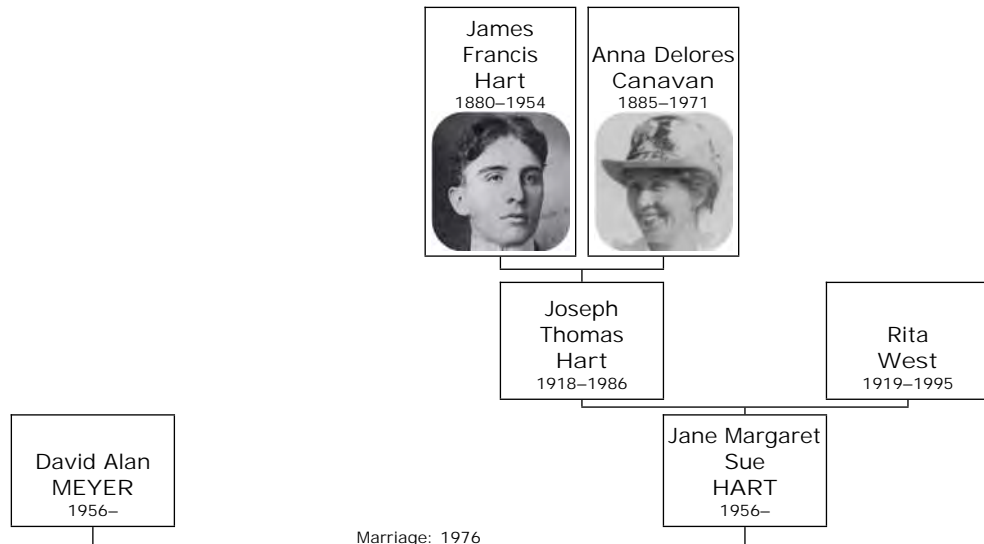 James
Francis
Hart
1880–1954
Anna Delores
Canavan
1885–1971
Joseph
Thomas
Hart
1918–1986
Rita
West
1919–1995
David Alan
MEYER
1956–
Jane Margaret
Sue
HART
1956–
Marriage: 1976